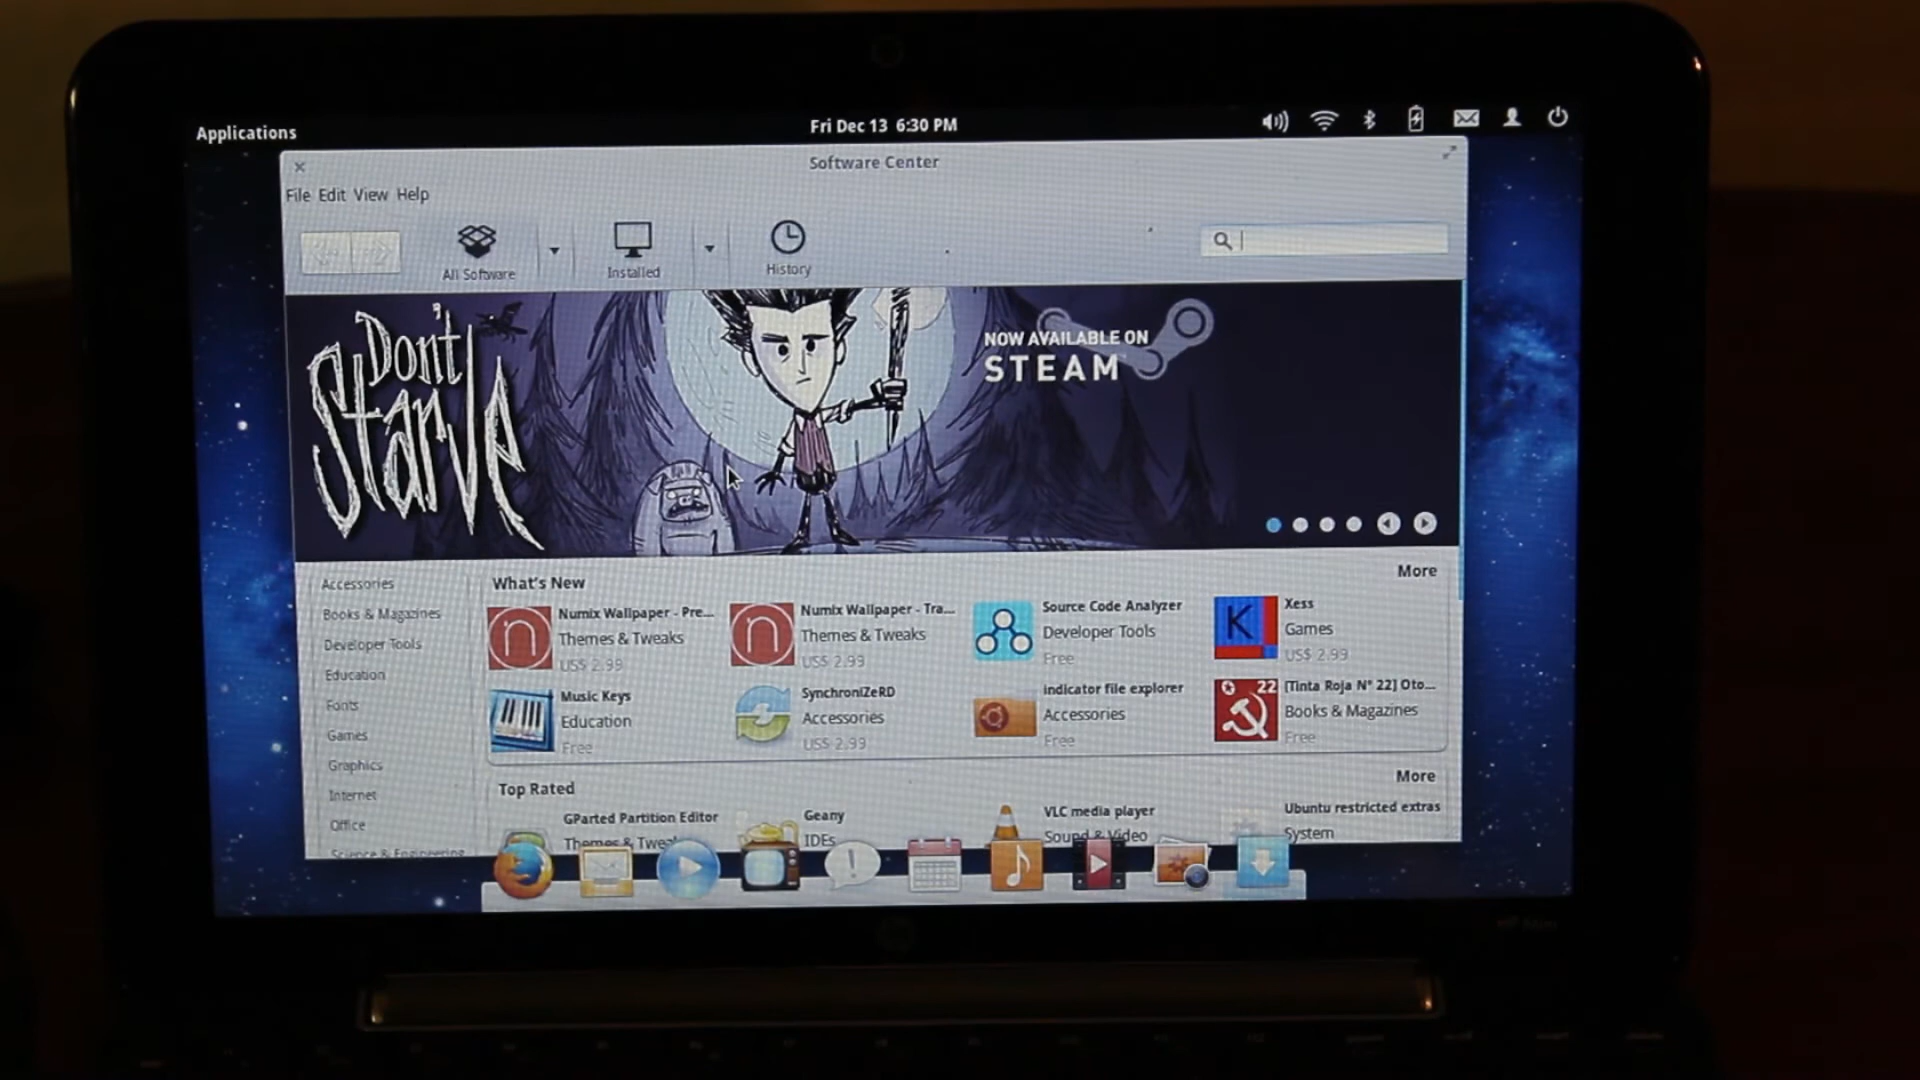 Applications
Fri Dec 13 6:30 PM
Software Center
File Edit View Help
All Software
Installed
History
Don't
Starve
NOW AVAILABLE ON
STEAM
Accessories
Books & Magazines
Developer Tools
Education
Fonts
Games
Graphics
Internet
Office
Science & Engineering
What's New
More
Numix Wallpaper - Pre...
Themes & Tweaks
US$ 2.99
Numix Wallpaper - Tra...
Themes & Tweaks
US$ 2.99
Source Code Analyzer
Developer Tools
Free
K
Xess
Games
US$ 2.99
Music Keys
Education
Free
SynchroniZeRD
Accessories
US$ 2.99
indicator file explorer
Accessories
Free
22
[Tinta Roja N° 22] Oto...
Books & Magazines
Free
Top Rated
More
GParted Partition Editor
Themes & Tweaks
Geany
IDEs
VLC media player
Sound & Video
Ubuntu restricted extras
System